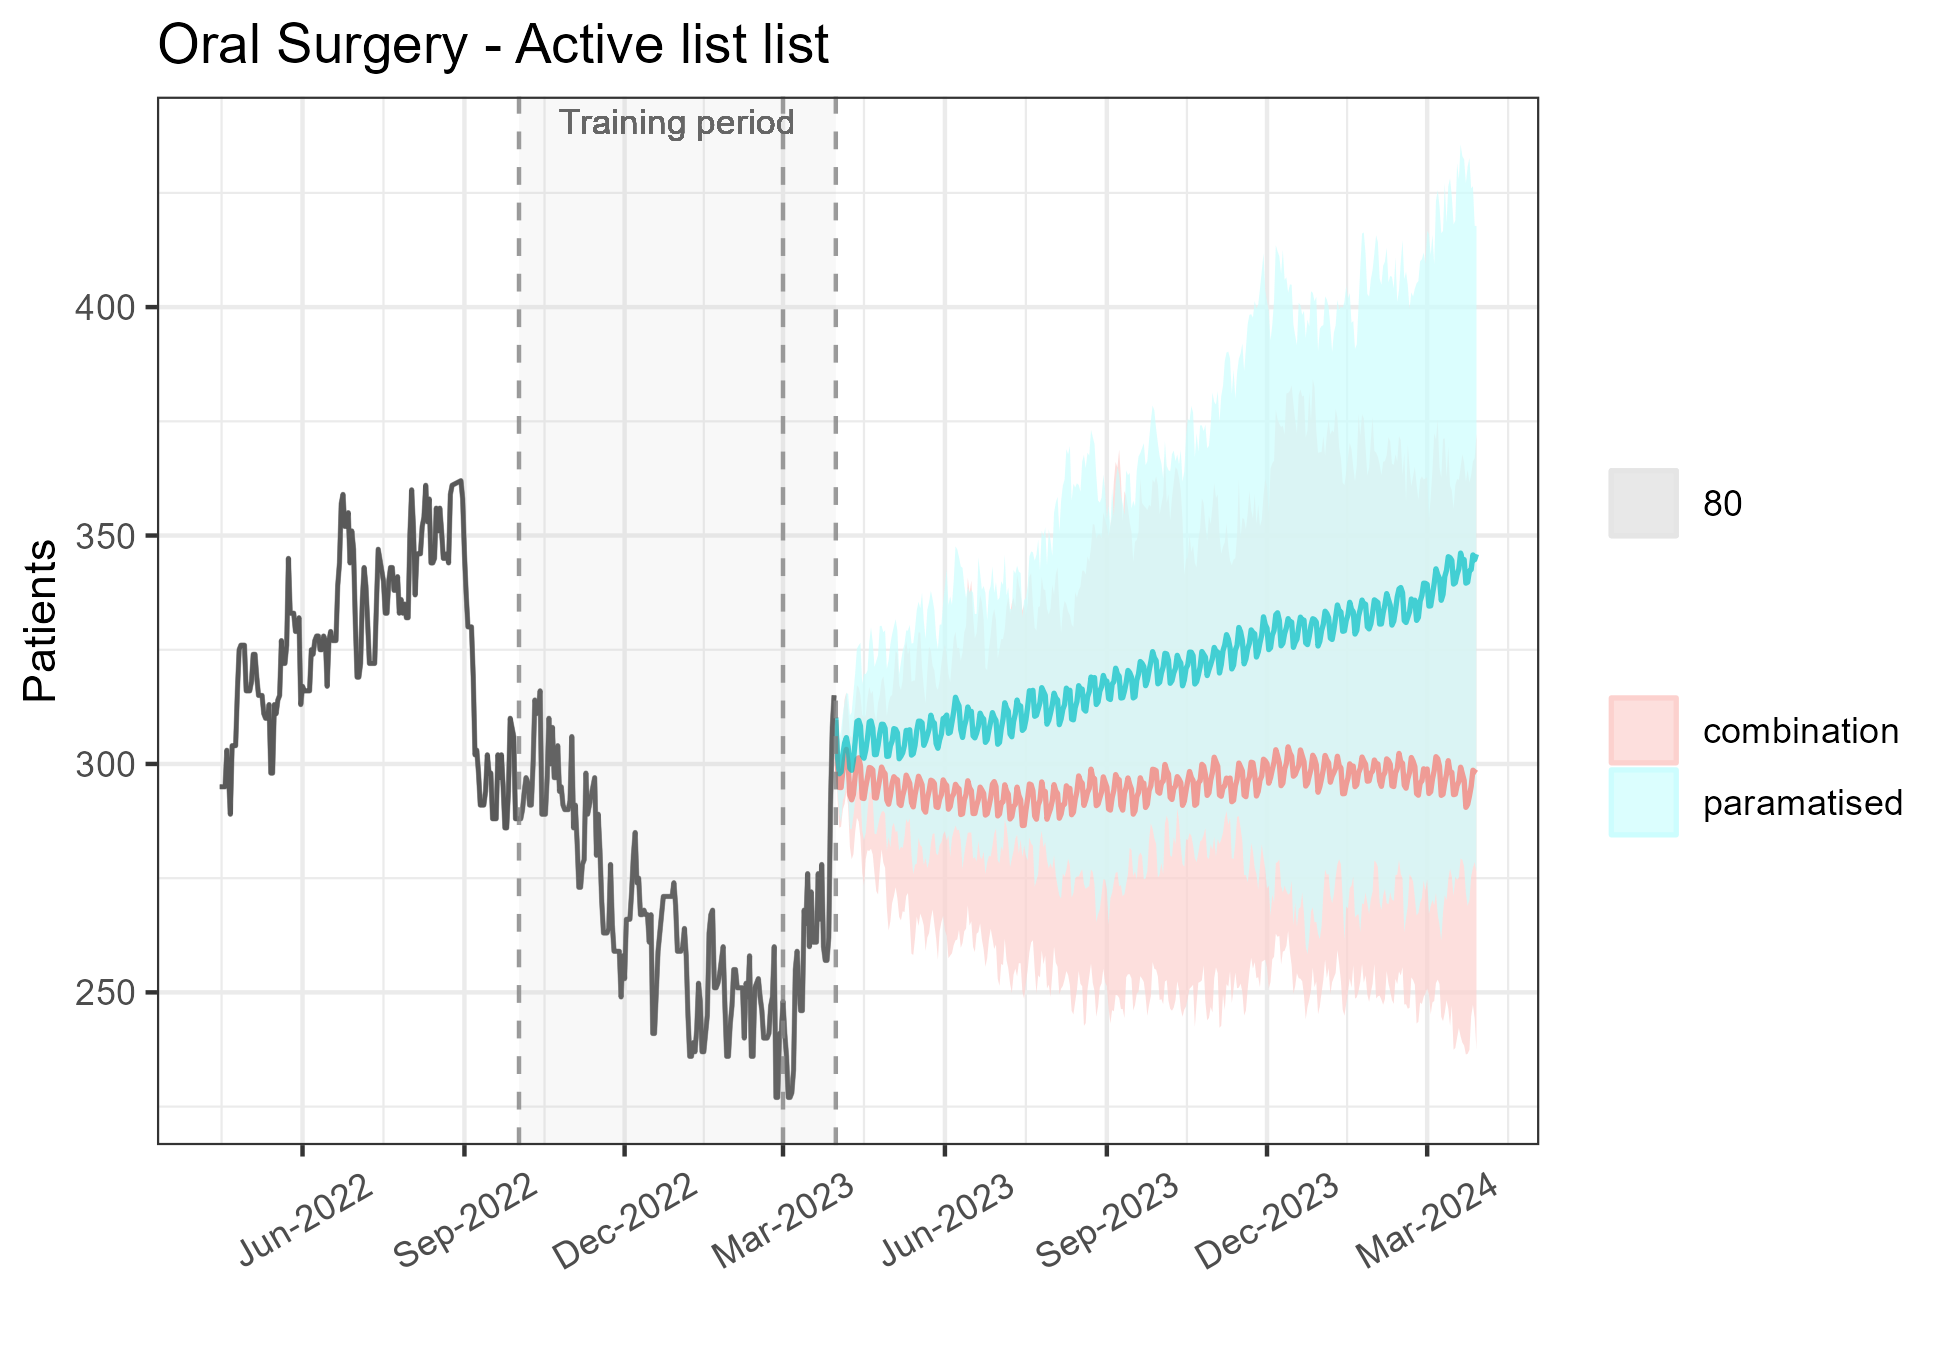 Oral Surgery - Active list list
Training period
Patients
400
350
300
250
Jun-2022
Sep-2022
Dec-2022
Mar-2023
Jun-2023
Sep-2023
Dec-2023
Mar-2024
80
combination
paramatised